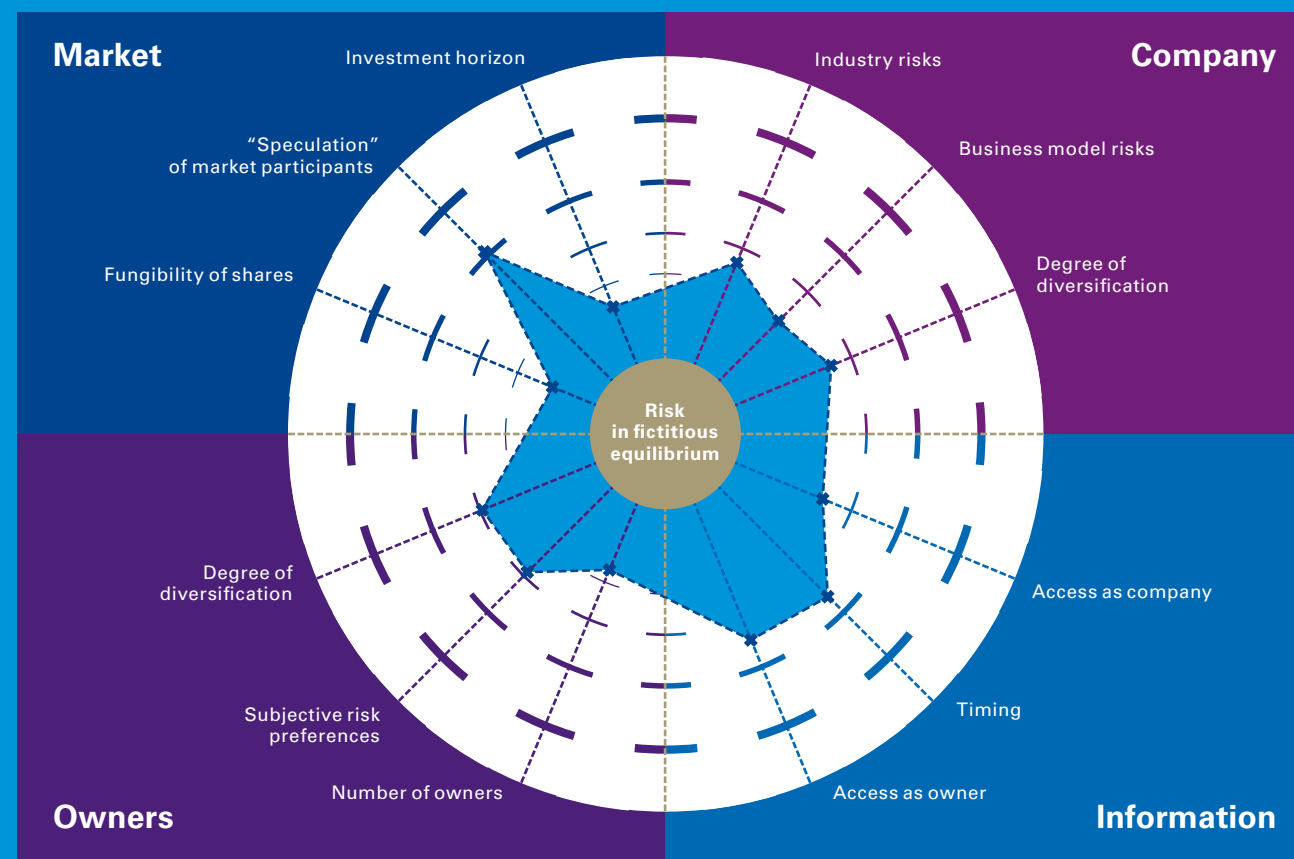 Market
Company
Investment horizon
Industry risks
“Speculation”
of market participants
Business model risks
Fungibility of shares
Degree of
diversification
Risk
in fictitious
equilibrium
Degree of
diversification
Access as company
Subjective risk
preferences
Timing
Number of owners
Access as owner
Owners
Information